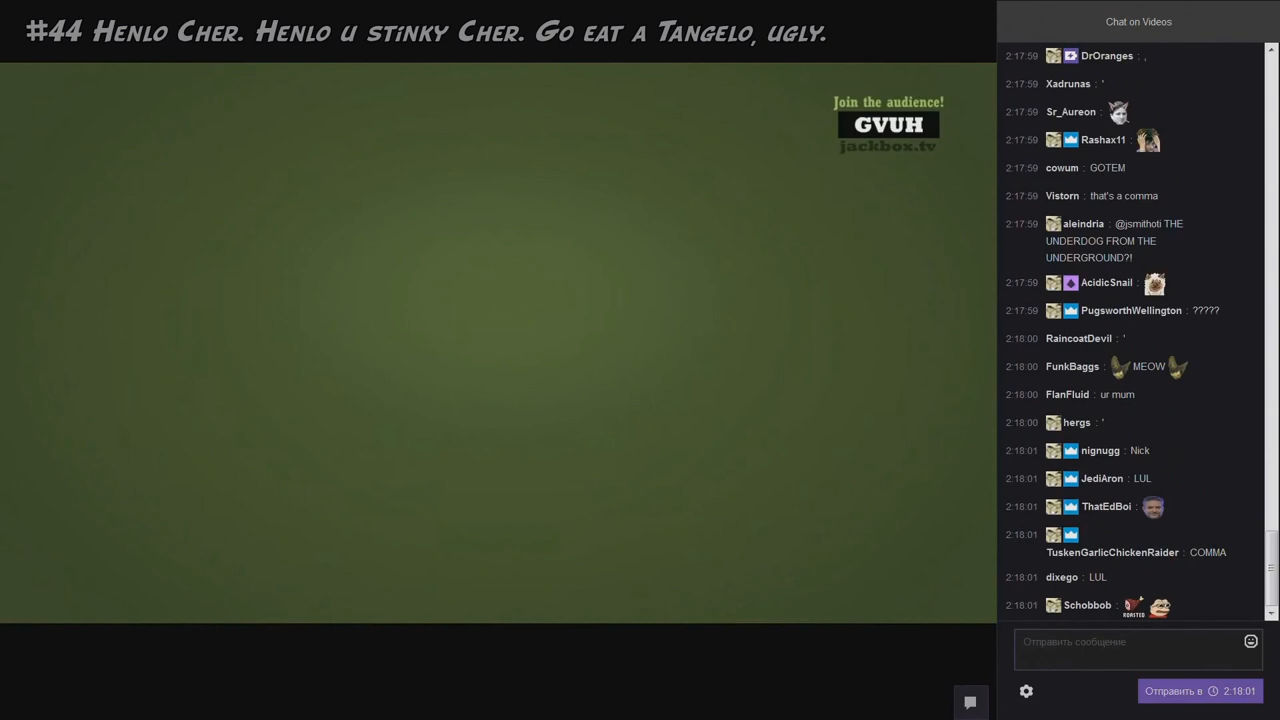 #44 Henlo Cher. Henlo u stinky Cher. Go eat a Tangelo, ugly.
Join the audience!
GVUH
jackbox.tv
Chat on Videos
2:17:59 DrOranges : ,
2:17:59 Xadrunas : '
2:17:59 Sr_Aureon :
2:17:59 Rashax11 :
2:17:59 cowum : GOTEM
2:17:59 Vistorn : that's a comma
2:17:59 aleindria : @jsmithoti THE
UNDERDOG FROM THE
UNDERGROUND?!
2:17:59 AcidicSnail :
2:17:59 PugsworthWellington : ?????
2:18:00 RaincoatDevil : '
2:18:00 FunkBaggs : MEOW
2:18:00 FlanFluid : ur mum
2:18:00 hergs : '
2:18:01 nignugg : Nick
2:18:01 JediAron : LUL
2:18:01 ThatEdBoi :
2:18:01
TuskenGarlicChickenRaider : COMMA
2:18:01 dixego : LUL
2:18:01 Schobbob : ROASTED
Отправить сообщение
Отправить в 2:18:01